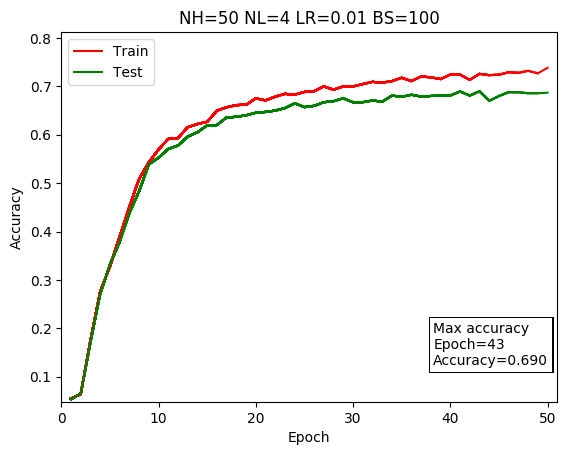 NH=50 NL=4 LR=0.01 BS=100
Train
Test
0.8
0.7
0.6
0.5
0.4
0.3
0.2
0.1
Accuracy
Max accuracy
Epoch=43
Accuracy=0.690
0 10 20 30 40 50
Epoch